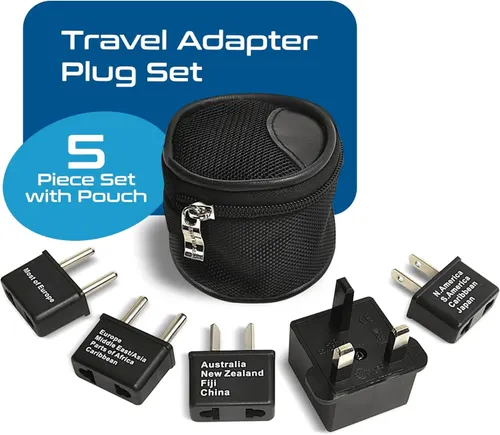 Travel Adapter
Plug Set
5
Piece Set
with Pouch
Most of Europe
Europe
Middle East/Asia
Parts of Africa
Caribbean
Australia
New Zealand
Fiji
China
N.America
S.America
Caribbean
Japan